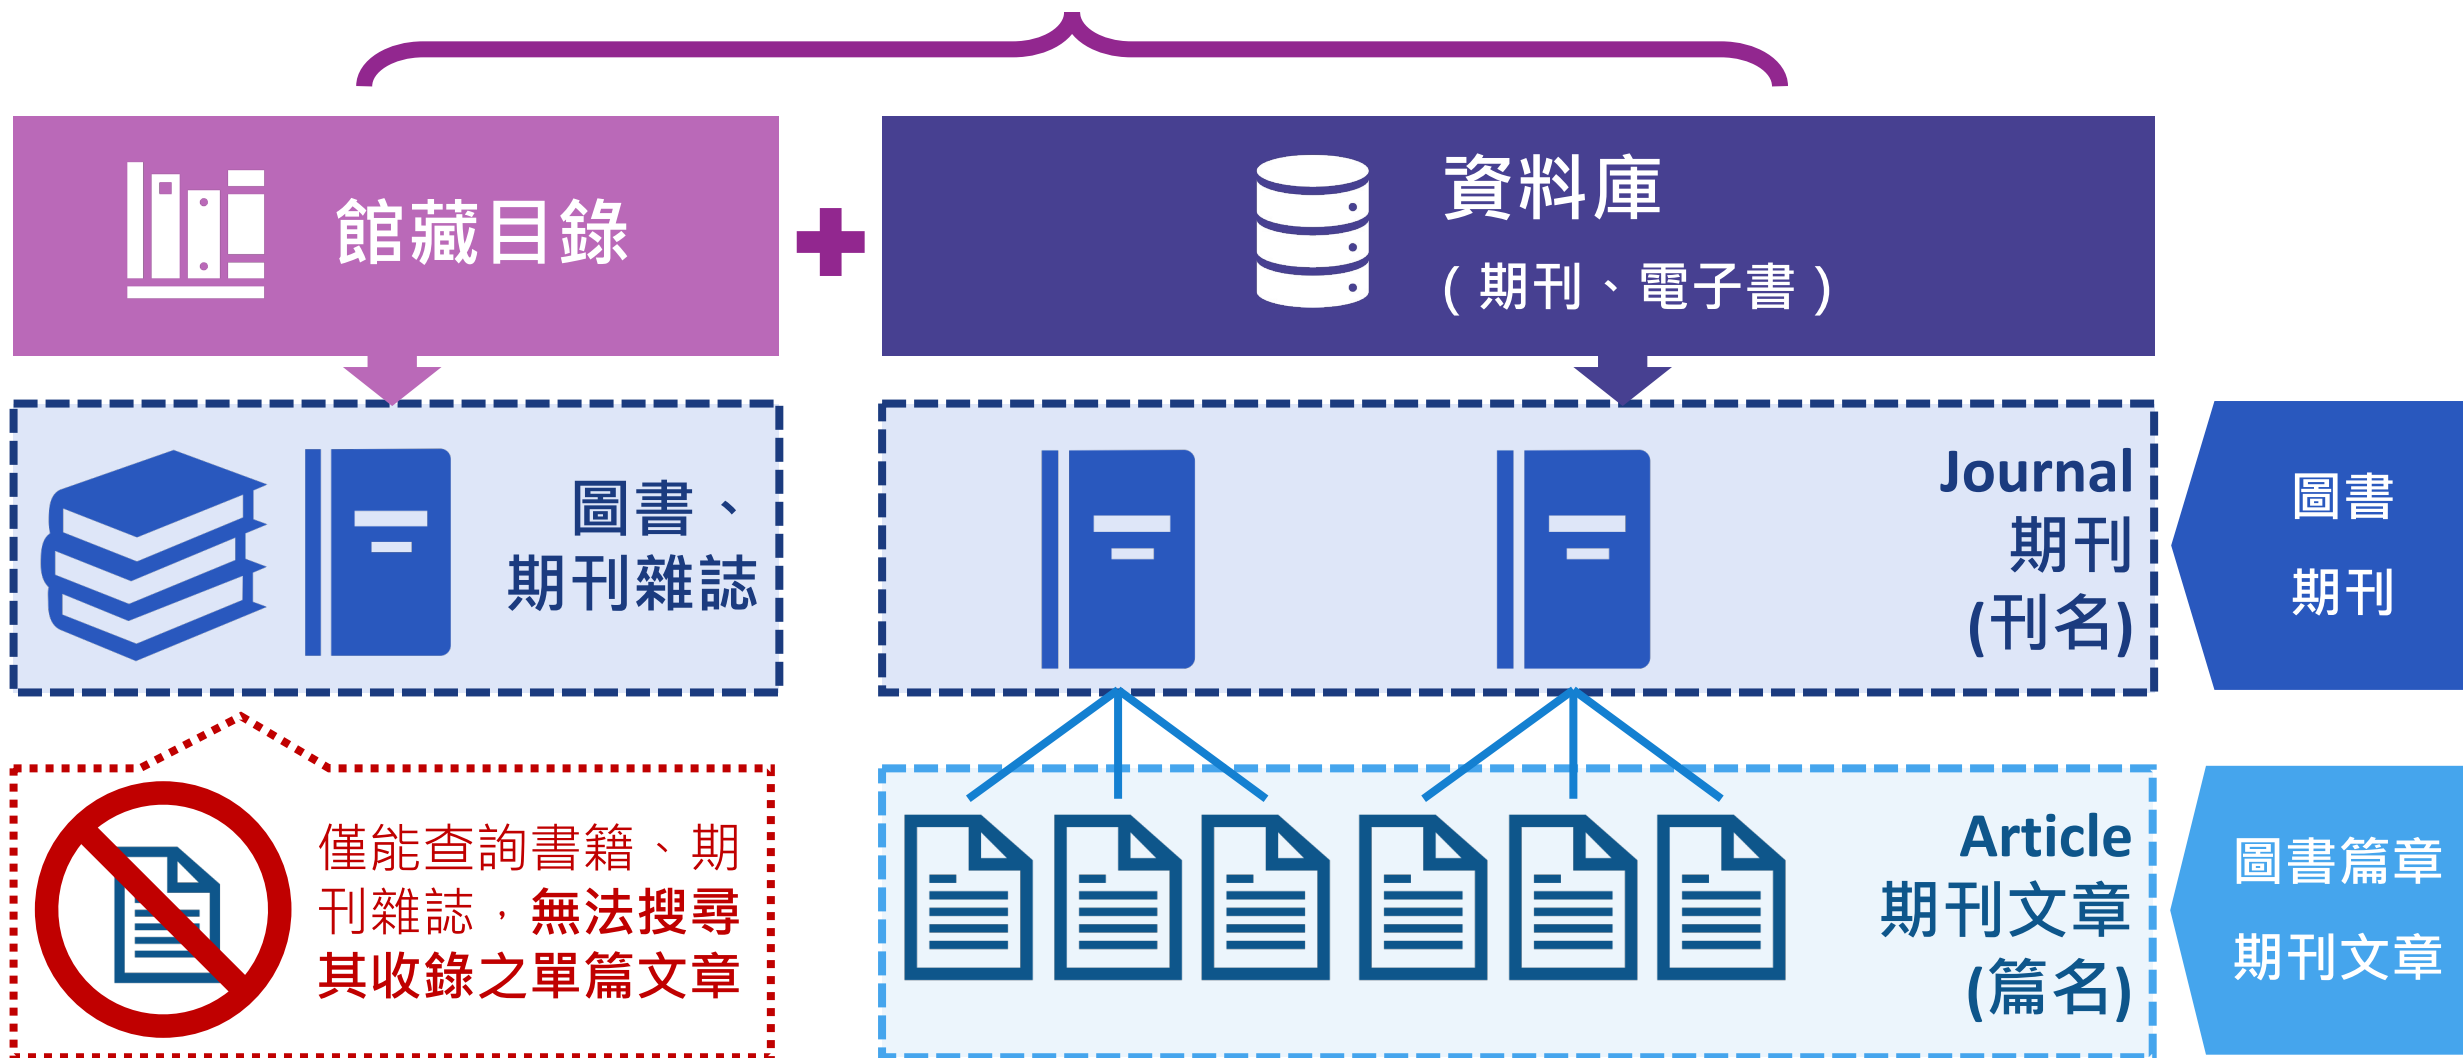 館藏目錄
資料庫
(期刊、電子書)
圖書、
期刊雜誌
Journal
期刊
(刊名)
圖書
期刊
僅能查詢書籍、期
刊雜誌，無法搜尋
其收錄之單篇文章
Article
期刊文章
(篇名)
圖書篇章
期刊文章